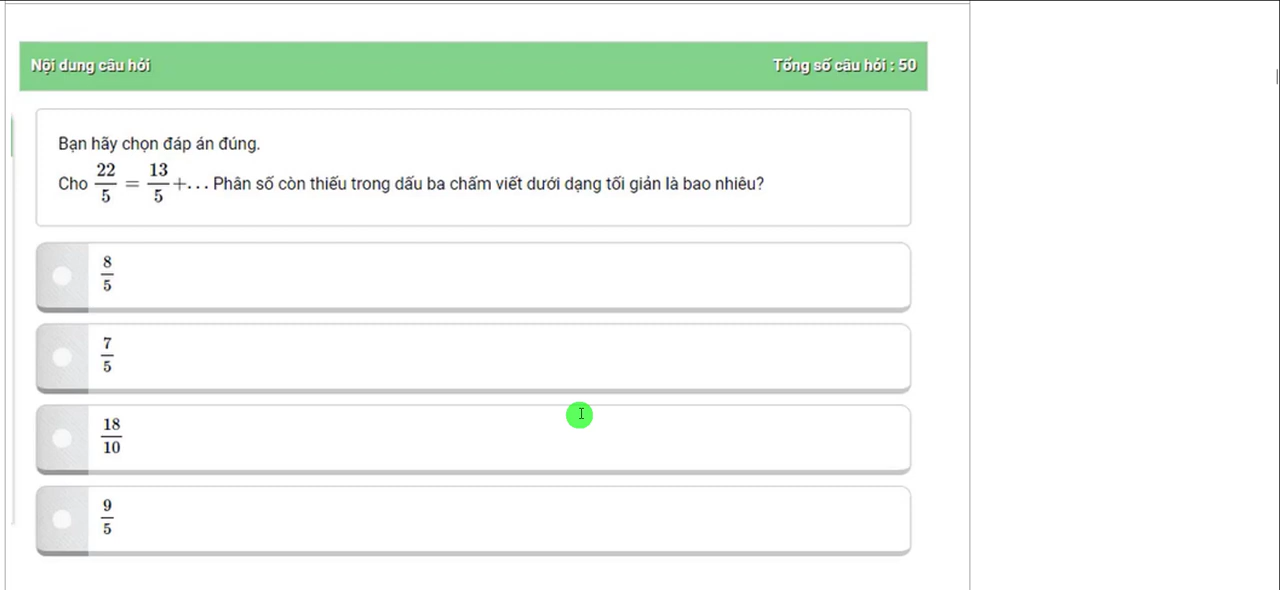 Nội dung câu hỏi
Tổng số câu hỏi : 50
Bạn hãy chọn đáp án đúng.
Cho 22/5 = 13/5 +... Phân số còn thiếu trong dấu ba chấm viết dưới dạng tối giản là bao nhiêu?
8/5
7/5
18/10
9/5